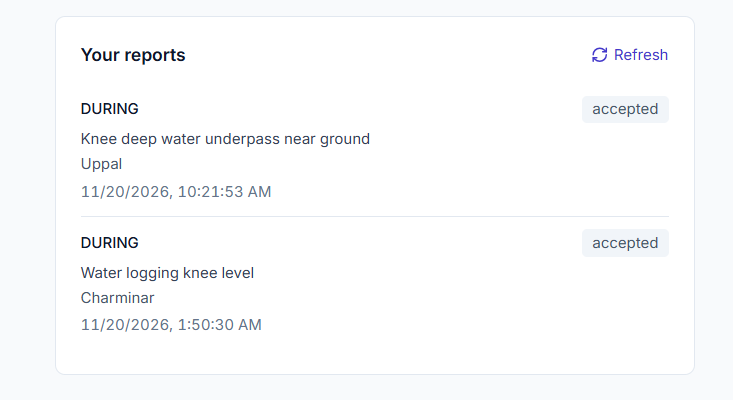 Your reports
Refresh
DURING
accepted
Knee deep water underpass near ground
Uppal
11/20/2026, 10:21:53 AM
DURING
accepted
Water logging knee level
Charminar
11/20/2026, 1:50:30 AM